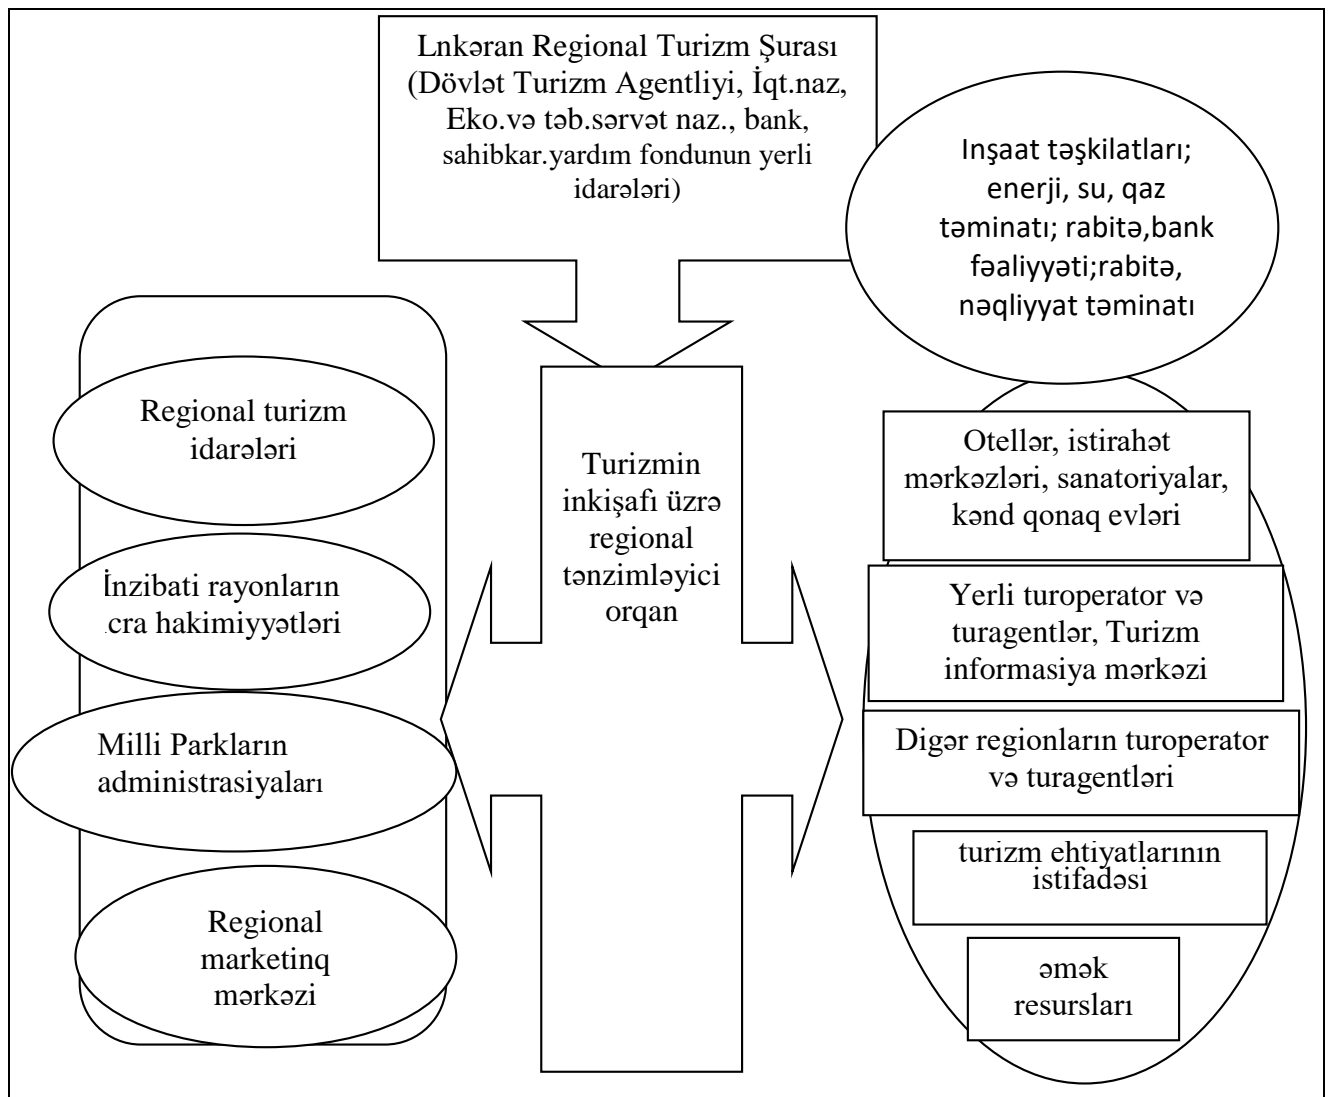 Lnkəran Regional Turizm Şurası
(Dövlət Turizm Agentliyi, İqt.naz,
Eko.və təb.sərvət naz., bank,
sahibkar.yardım fondunun yerli
idarələri)
Inşaat təşkilatları;
enerji, su, qaz
təminatı; rabitə,bank
fəaliyyəti;rabitə,
nəqliyyat təminatı
Regional turizm
idarələri
İnzibati rayonların
cra hakimiyyətləri
Milli Parkların
administrasiyaları
Regional
marketinq
mərkəzi
Turizmin
inkişafı üzrə
regional
tənzimləyici
orqan
Otellər, istirahət
mərkəzləri, sanatoriyalar,
kənd qonaq evləri
Yerli turoperator və
turagentlər, Turizm
informasiya mərkəzi
Digər regionların turoperator
və turagentləri
turizm ehtiyatlarının
istifadəsi
əmək
resursları